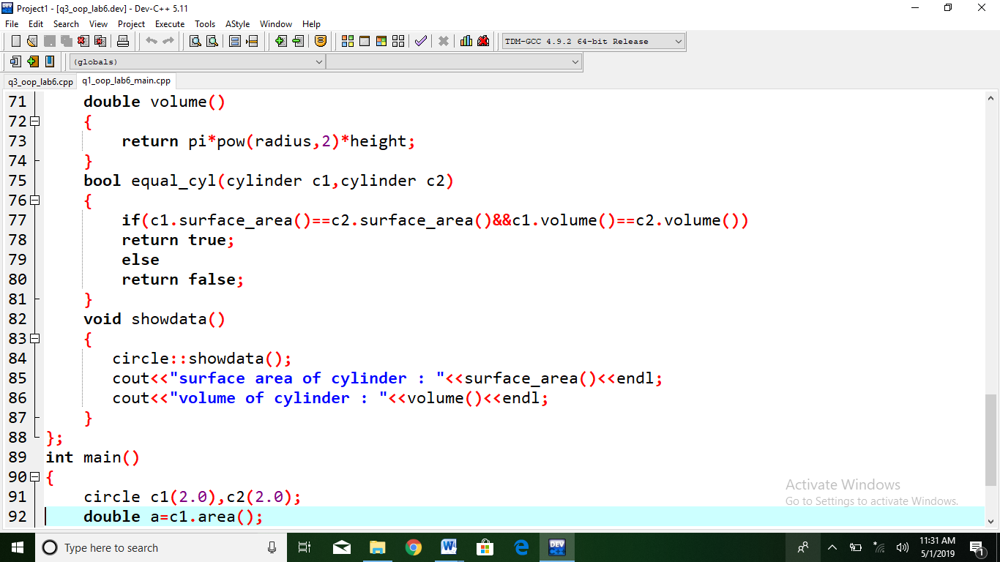 Project1 - [q3_oop_lab6.dev] - Dev-C++ 5.11
File Edit Search View Project Execute Tools AStyle Window Help
TDM-GCC 4.9.2 64-bit Release
(globals)
q3_oop_lab6.cpp q1_oop_lab6_main.cpp
71 double volume()
72 {
73 return pi*pow(radius,2)*height;
74 }
75 bool equal_cyl(cylinder c1,cylinder c2)
76 {
77 if(c1.surface_area()==c2.surface_area()&&c1.volume()==c2.volume())
78 return true;
79 else
80 return false;
81 }
82 void showdata()
83 {
84 circle::showdata();
85 cout<<"surface area of cylinder : "<<surface_area()<<endl;
86 cout<<"volume of cylinder : "<<volume()<<endl;
87 }
88 };
89 int main()
90 {
91 circle c1(2.0),c2(2.0);
92 double a=c1.area();
Activate Windows
Go to Settings to activate Windows.
Type here to search
DEV
11:31 AM
5/1/2019
1